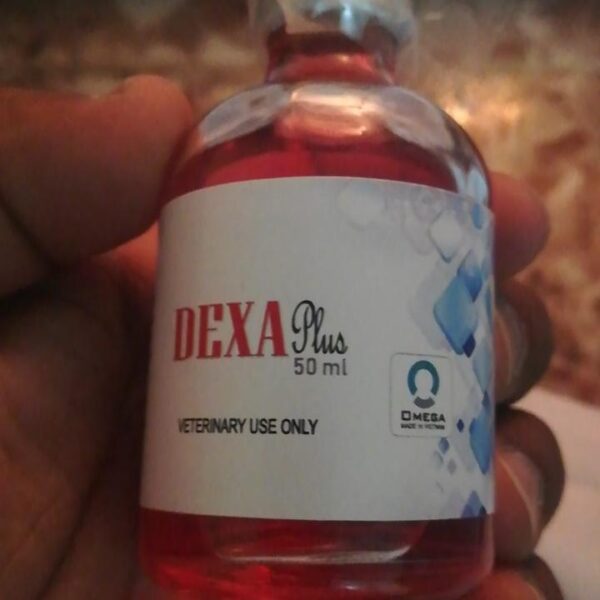 DEXA Plus
50 ml
VETERINARY USE ONLY
OMEGA
MADE IN VIETNAM